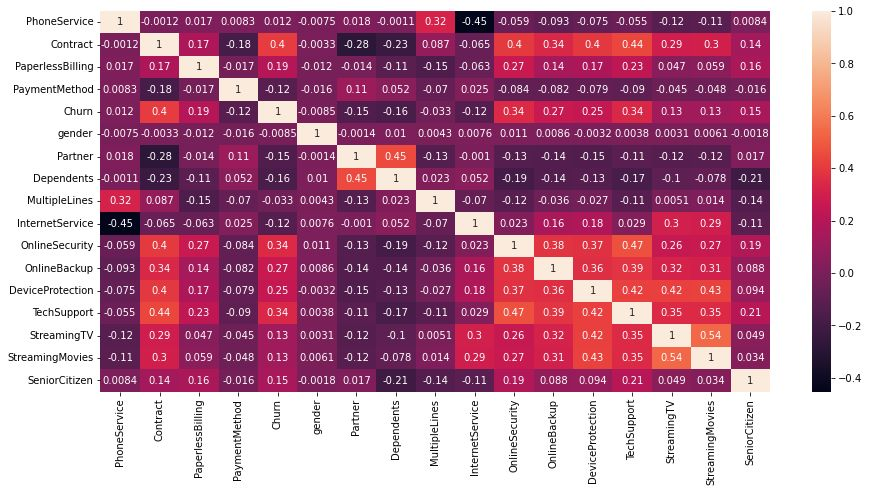 PhoneService 1 -0.0012 0.017 0.0083 0.012 -0.0075 0.018 -0.0011 0.32 -0.45 -0.059 -0.093 -0.075 -0.055 -0.12 -0.11 0.0084
Contract -0.0012 1 0.17 -0.18 0.4 -0.0033 -0.28 -0.23 0.087 -0.065 0.4 0.34 0.4 0.44 0.29 0.3 0.14
PaperlessBilling 0.017 0.17 1 -0.017 0.19 -0.012 -0.014 -0.11 -0.15 -0.063 0.27 0.14 0.17 0.23 0.047 0.059 0.16
PaymentMethod 0.0083 -0.18 -0.017 1 -0.12 -0.016 0.11 0.052 -0.07 0.025 -0.084 -0.082 -0.079 -0.09 -0.045 -0.048 -0.016
Churn 0.012 0.4 0.19 -0.12 1 -0.0085 -0.15 -0.16 -0.033 -0.12 0.34 0.27 0.25 0.34 0.13 0.13 0.15
gender -0.0075 -0.0033 -0.012 -0.016 -0.0085 1 -0.0014 0.01 0.0043 0.0076 0.011 0.0086 -0.0032 0.0038 0.0031 0.0061 -0.0018
Partner 0.018 -0.28 -0.014 0.11 -0.15 -0.0014 1 0.45 -0.13 -0.001 -0.13 -0.14 -0.15 -0.11 -0.12 -0.12 0.017
Dependents -0.0011 -0.23 -0.11 0.052 -0.16 0.01 0.45 1 0.023 0.052 -0.19 -0.14 -0.13 -0.17 -0.1 -0.078 -0.21
MultipleLines 0.32 0.087 -0.15 -0.07 -0.033 0.0043 -0.13 0.023 1 -0.07 -0.12 -0.036 -0.027 -0.11 0.0051 0.014 -0.14
InternetService -0.45 -0.065 -0.063 0.025 -0.12 0.0076 -0.001 0.052 -0.07 1 0.023 0.16 0.18 0.029 0.3 0.29 -0.11
OnlineSecurity -0.059 0.4 0.27 -0.084 0.34 0.011 -0.13 -0.19 -0.12 0.023 1 0.38 0.37 0.47 0.26 0.27 0.19
OnlineBackup -0.093 0.34 0.14 -0.082 0.27 0.0086 -0.14 -0.14 -0.036 0.16 0.38 1 0.36 0.39 0.32 0.31 0.088
DeviceProtection -0.075 0.4 0.17 -0.079 0.25 -0.0032 -0.15 -0.13 -0.027 0.18 0.37 0.36 1 0.42 0.42 0.43 0.094
TechSupport -0.055 0.44 0.23 -0.09 0.34 0.0038 -0.11 -0.17 -0.11 0.029 0.47 0.39 0.42 1 0.35 0.35 0.21
StreamingTV -0.12 0.29 0.047 -0.045 0.13 0.0031 -0.12 -0.1 0.0051 0.3 0.26 0.32 0.42 0.35 1 0.54 0.049
StreamingMovies -0.11 0.3 0.059 -0.048 0.13 0.0061 -0.12 -0.078 0.014 0.29 0.27 0.31 0.43 0.35 0.54 1 0.034
SeniorCitizen 0.0084 0.14 0.16 -0.016 0.15 -0.0018 0.017 -0.21 -0.14 -0.11 0.19 0.088 0.094 0.21 0.049 0.034 1
PhoneService
Contract
PaperlessBilling
PaymentMethod
Churn
gender
Partner
Dependents
MultipleLines
InternetService
OnlineSecurity
OnlineBackup
DeviceProtection
TechSupport
StreamingTV
StreamingMovies
SeniorCitizen
1.0
0.8
0.6
0.4
0.2
0.0
−0.2
−0.4